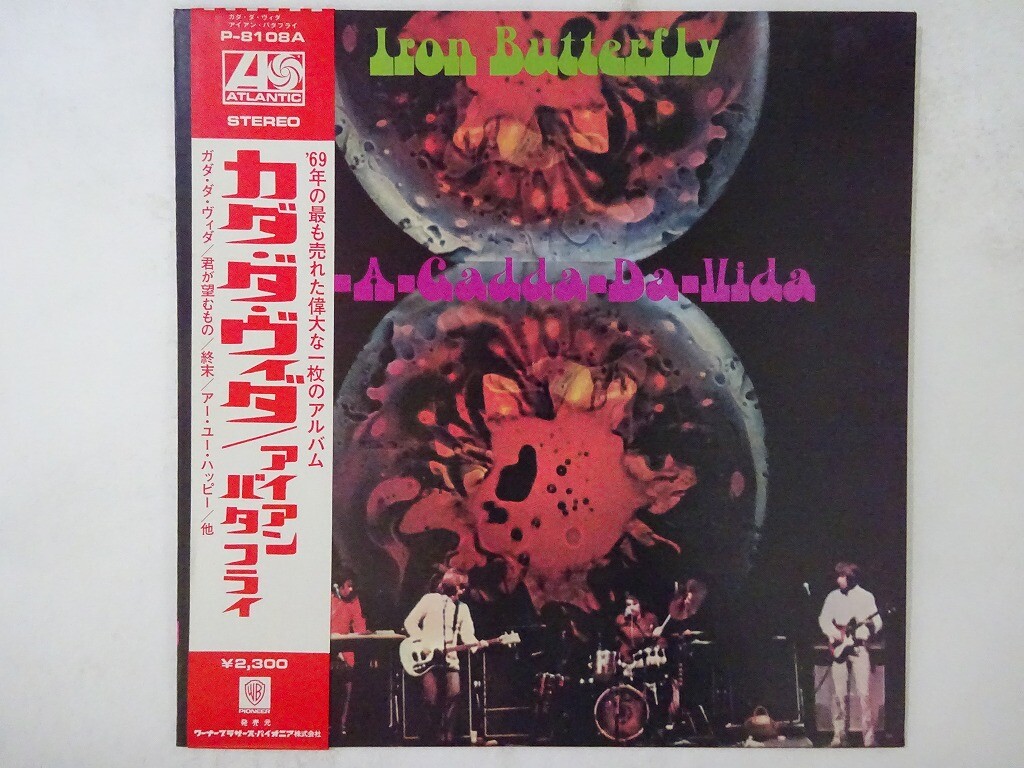 カダ・ダ・ヴィダ
アイアン・バタフライ
P-8108A
ATLANTIC
STEREO
'69年の最も売れた偉大な一枚のアルバム
カダ・ダ・ヴィダ/アイアン
バタフライ
ガダ・ダ・ヴィダ/君が望むもの/終末/アー・ユー・ハッピー/他
¥2,300
WB
PIONEER
発売元
ワーナーブラザーズ・パイオニア株式会社
Iron Butterfly
-A-Gadda-Da-Vida